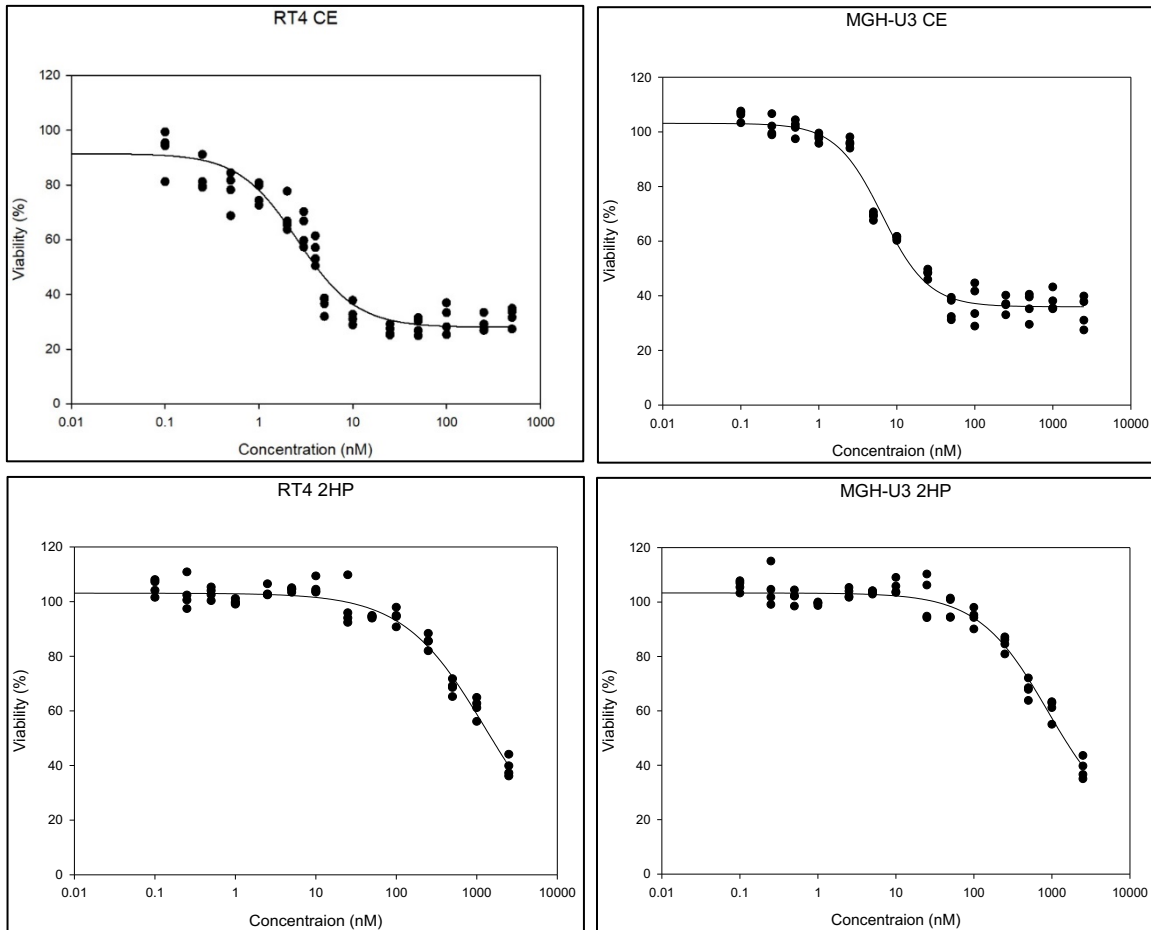 RT4 CE
120
100
80
60
40
20
0
Viability (%)
0.01 0.1 1 10 100 1000
Concentration (nM)
MGH-U3 CE
120
100
80
60
40
20
0
Viability (%)
0.01 0.1 1 10 100 1000 10000
Concentraion (nM)
RT4 2HP
120
100
80
60
40
20
0
Viability (%)
0.01 0.1 1 10 100 1000 10000
Concentraion (nM)
MGH-U3 2HP
120
100
80
60
40
20
0
Viability (%)
0.01 0.1 1 10 100 1000 10000
Concentraion (nM)